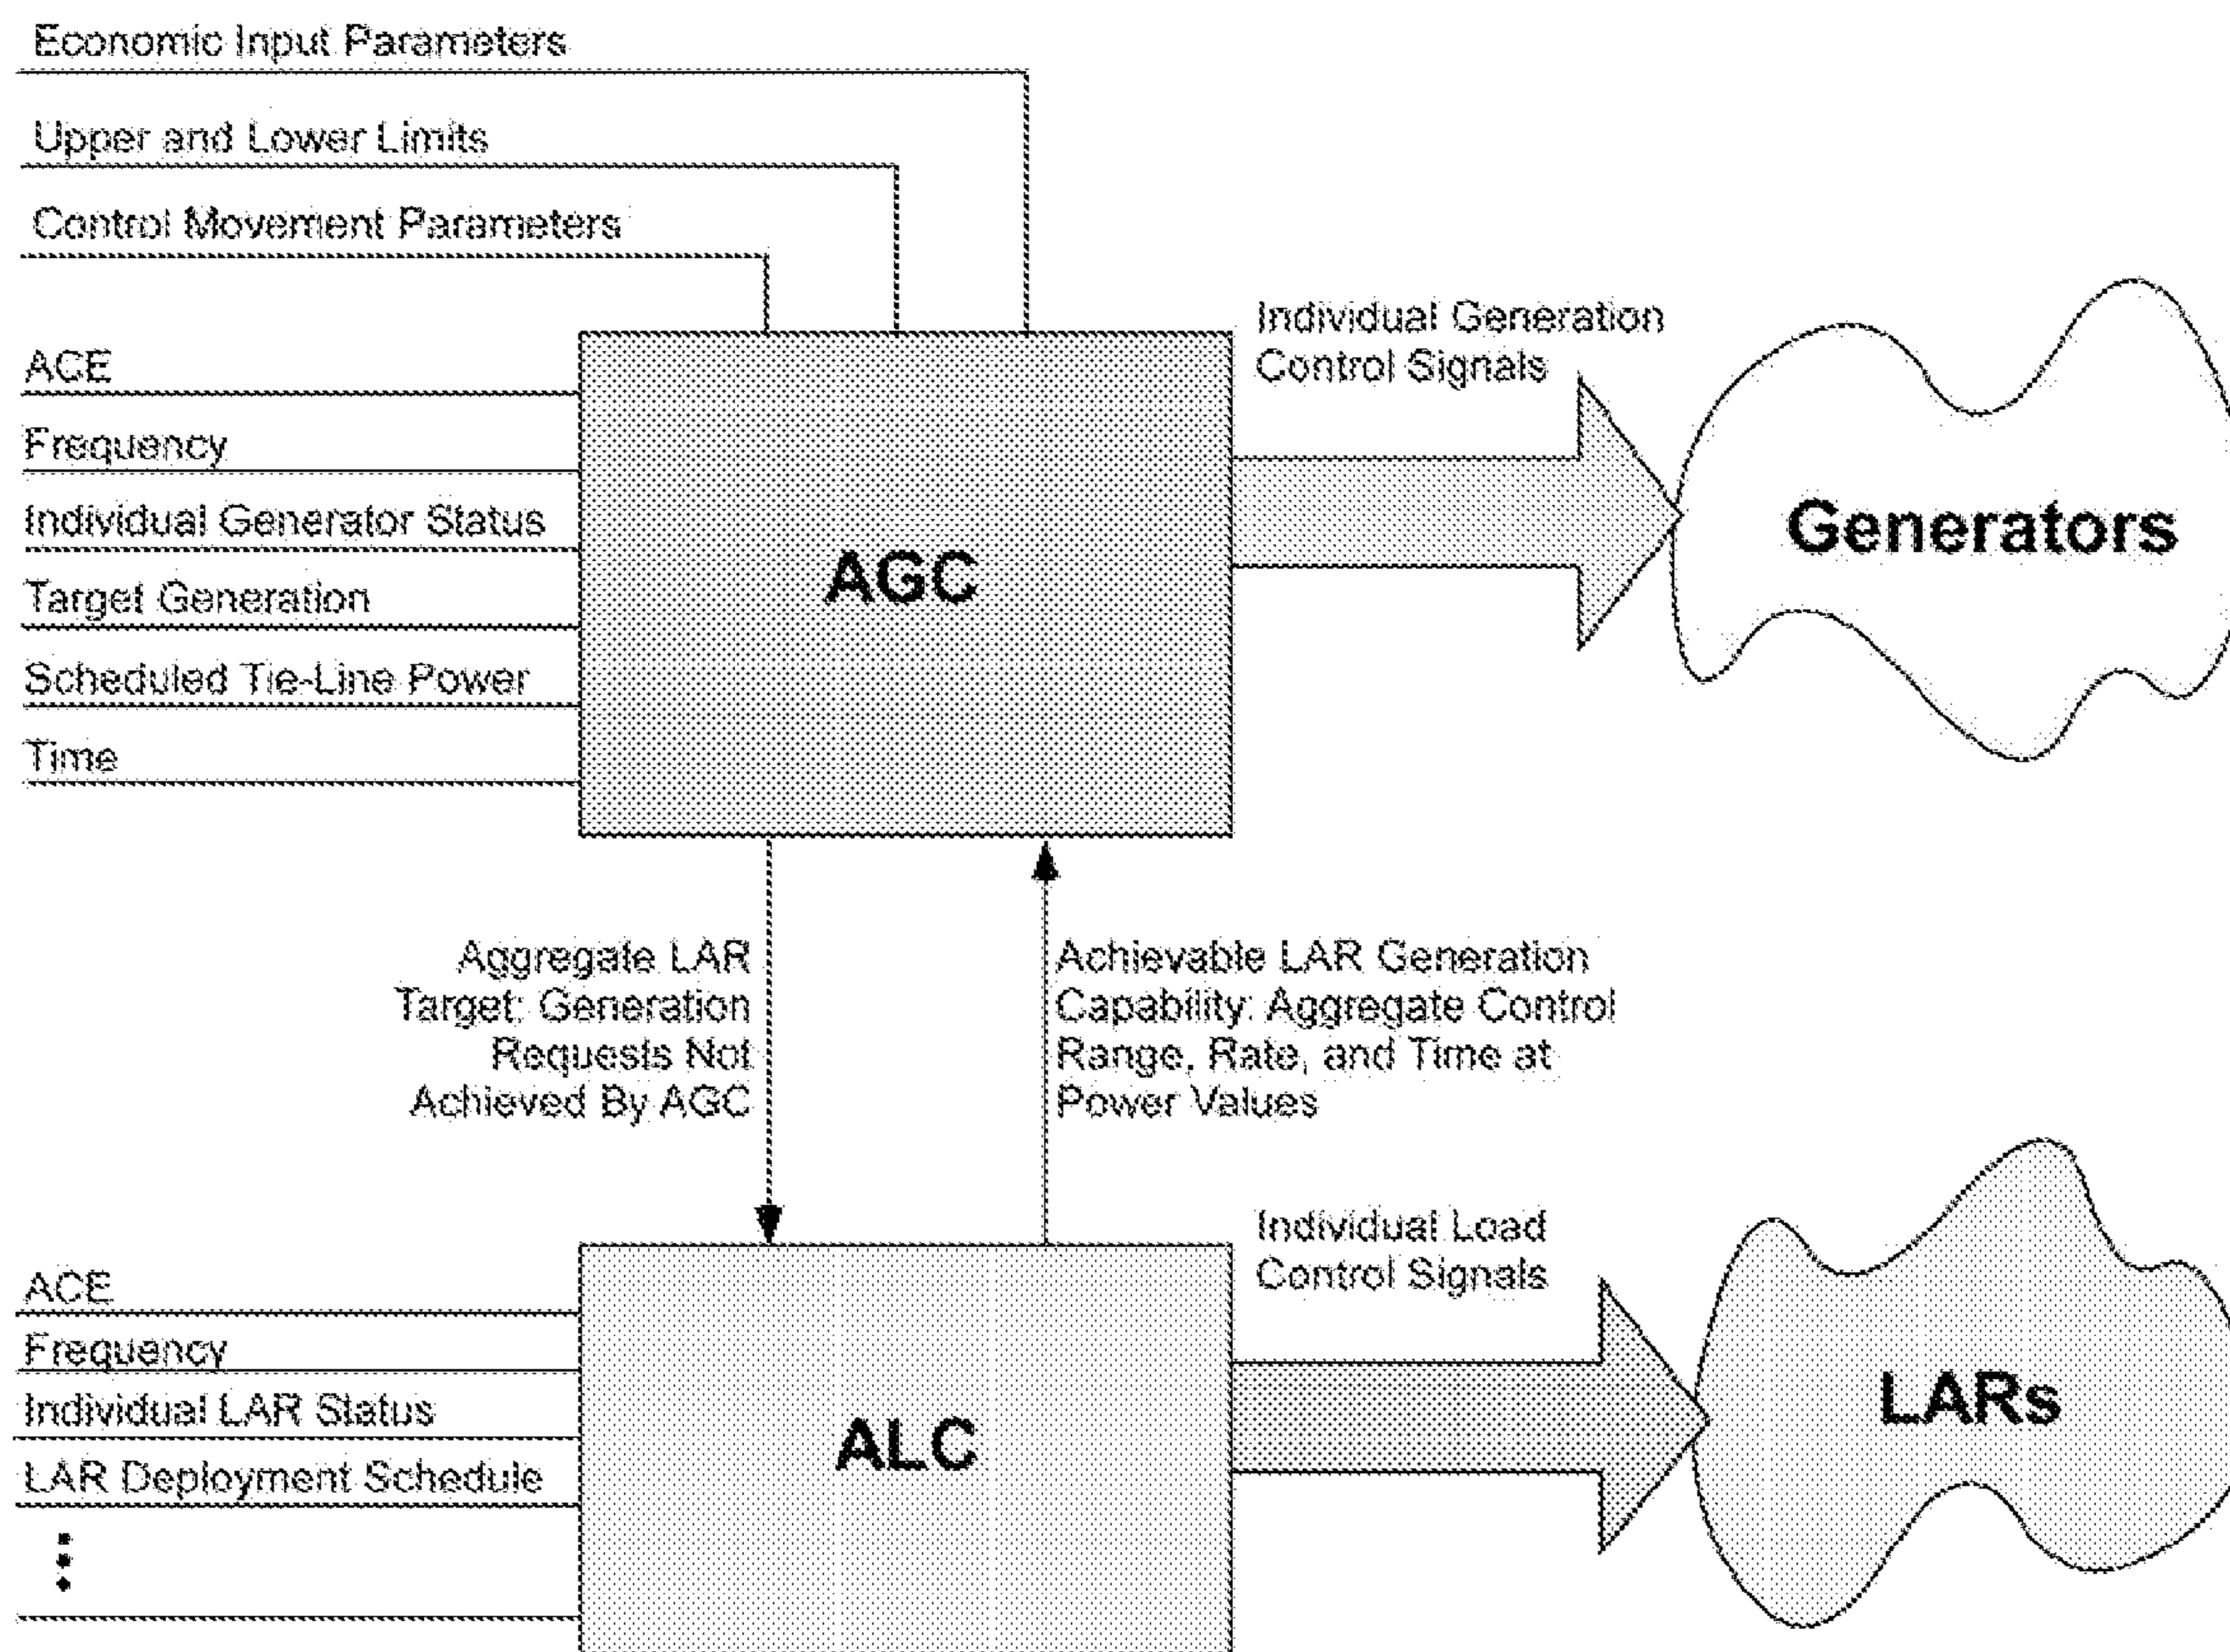 Economic Input Parameters
Upper and Lower Limits
Control Movement Parameters
ACE
Frequency
Individual Generator Status
Target Generation
Scheduled Tie-Line Power
Time
AGC
Individual Generation
Control Signals
Generators
Aggregate LAR
Target: Generation
Requests Not
Achieved By AGC
Achievable LAR Generation
Capability: Aggregate Control
Range, Rate, and Time at
Power Values
ACE
Frequency
Individual LAR Status
LAR Deployment Schedule
ALC
Individual Load
Control Signals
LARs